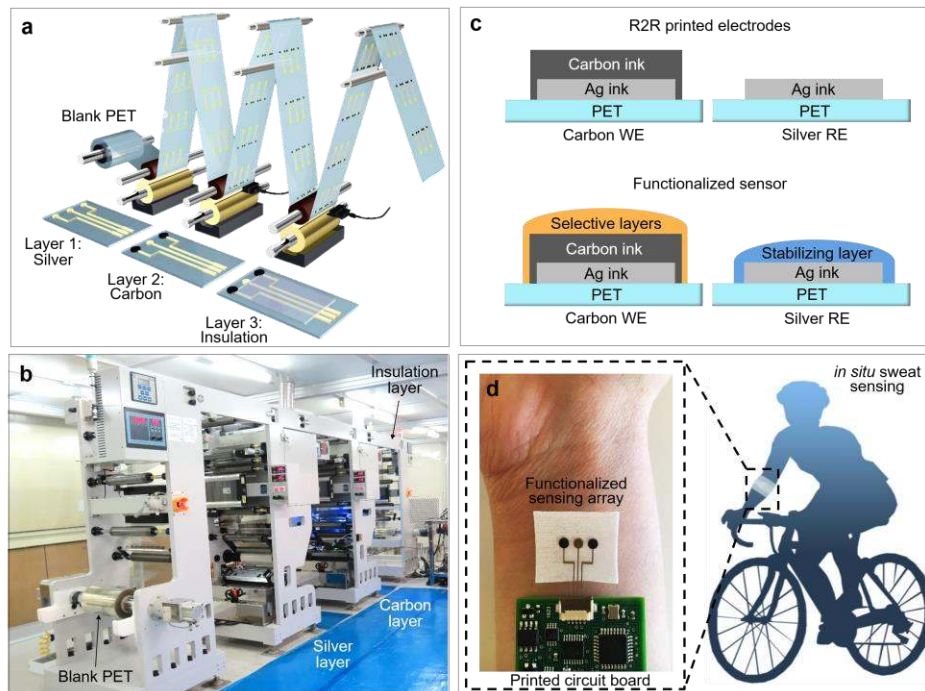 a
Blank PET
Layer 1:
Silver
Layer 2:
Carbon
Layer 3:
Insulation
b
Insulation
layer
Carbon
layer
Silver
layer
Blank PET
c
R2R printed electrodes
Carbon ink
Ag ink
PET
Carbon WE
Ag ink
PET
Silver RE
Functionalized sensor
Selective layers
Carbon ink
Ag ink
PET
Carbon WE
Stabilizing layer
Ag ink
PET
Silver RE
d
Functionalized
sensing array
Printed circuit board
in situ sweat
sensing